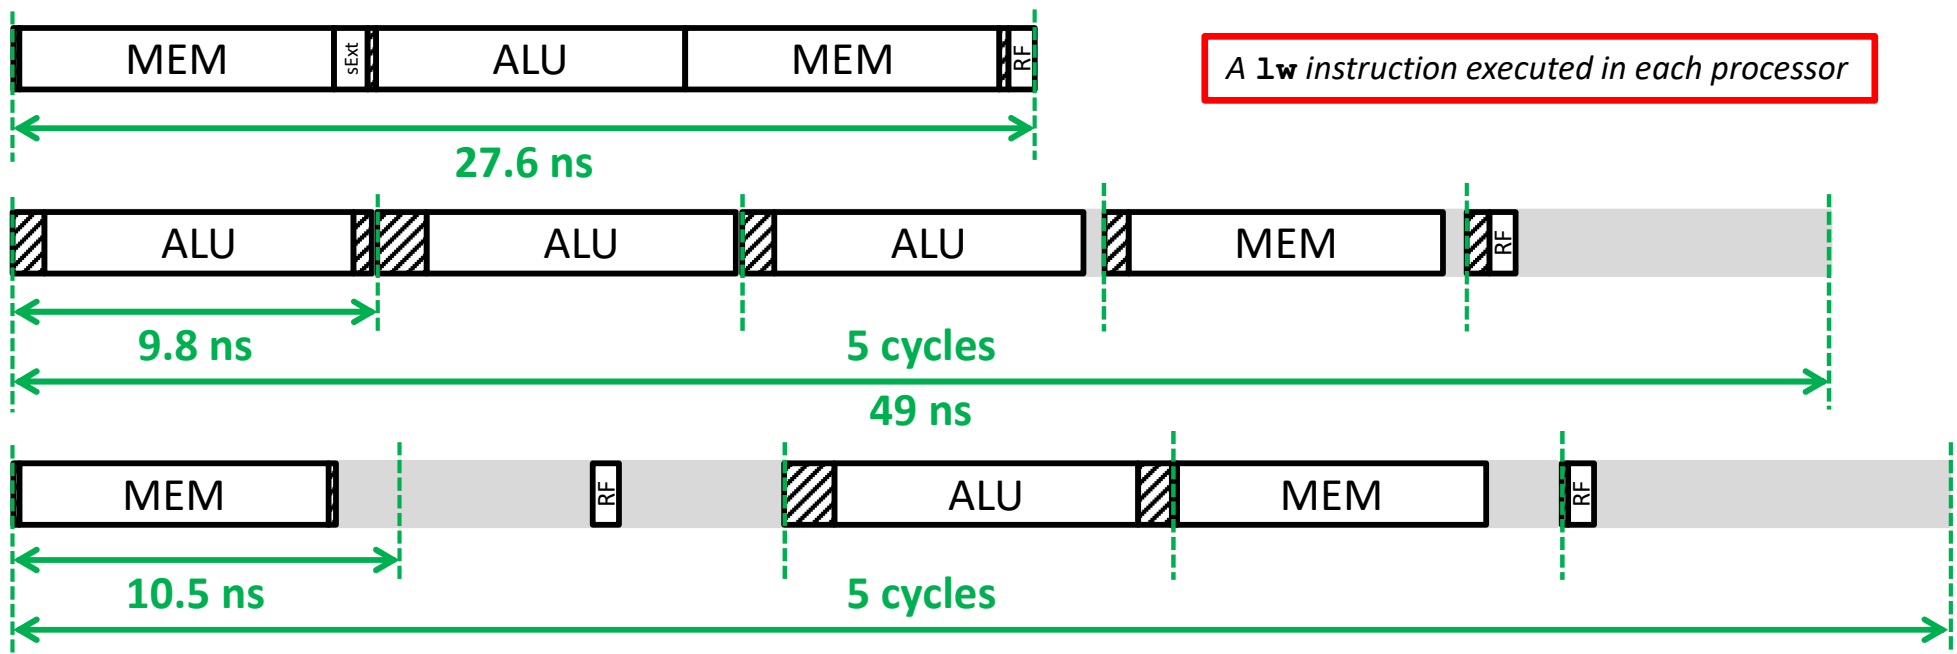 MEM sExt ALU MEM RF
A lw instruction executed in each processor
27.6 ns
ALU ALU ALU MEM RF
9.8 ns 5 cycles
49 ns
MEM RF ALU MEM RF
10.5 ns 5 cycles